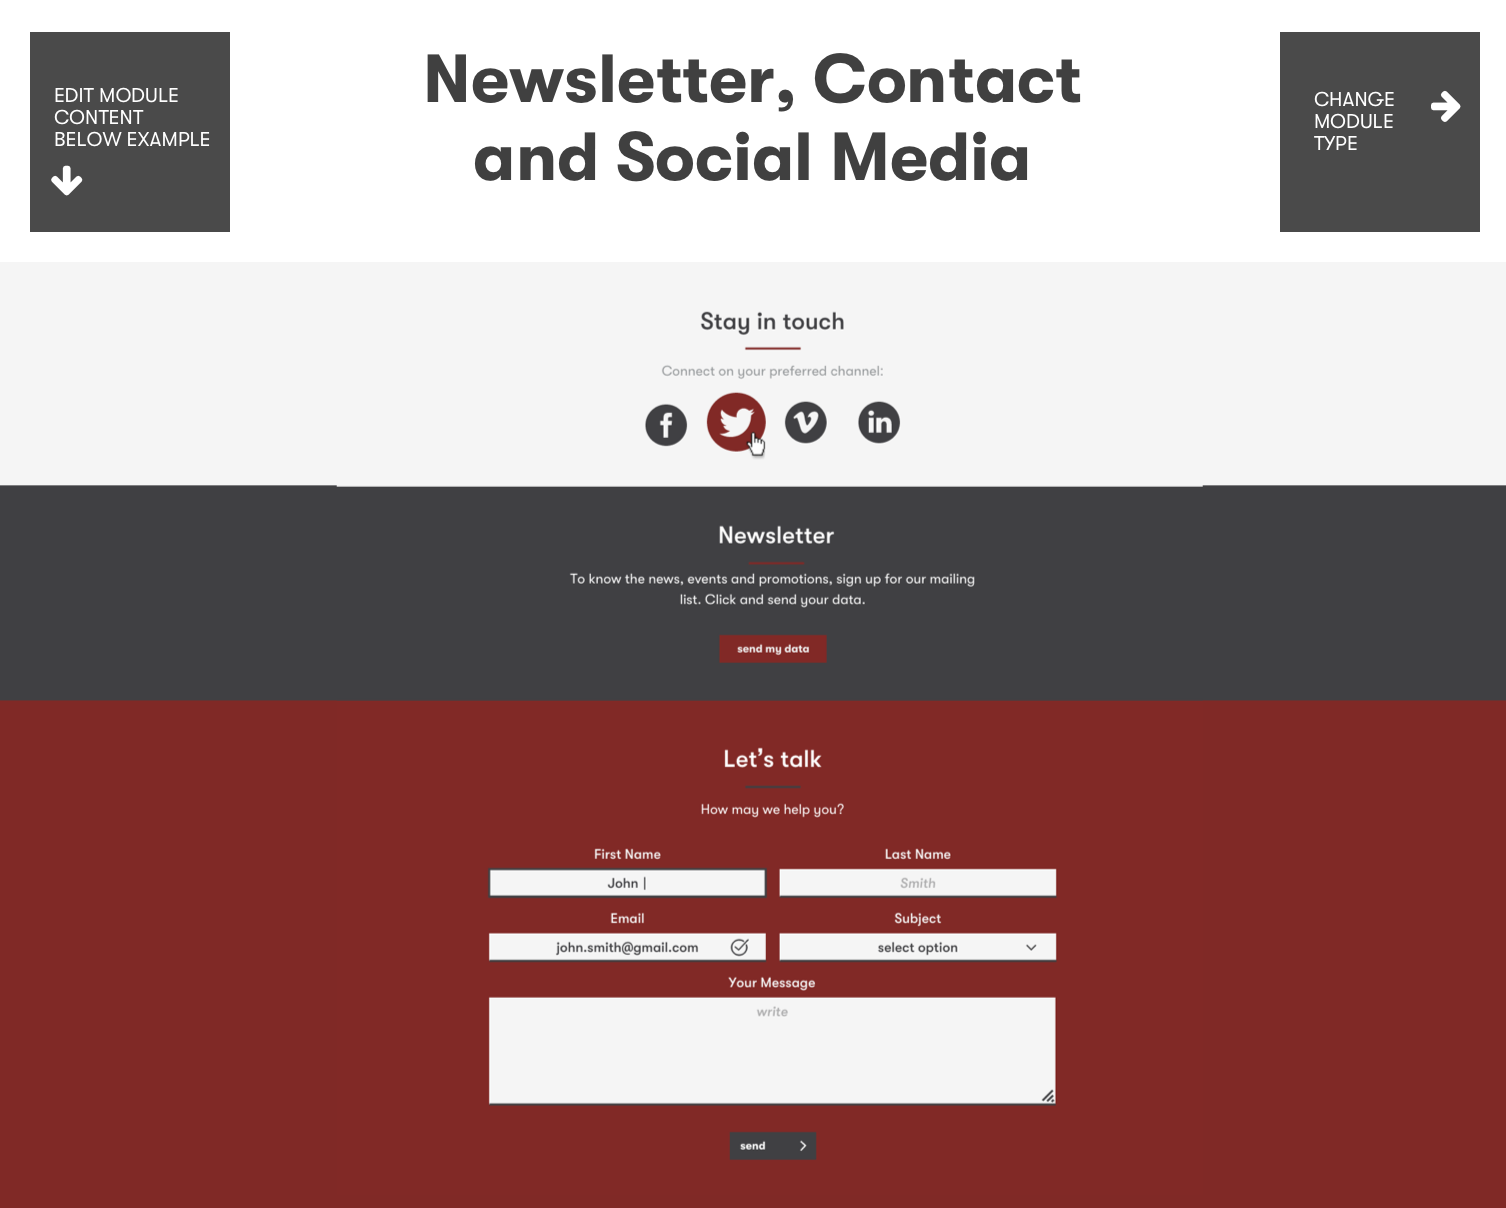 EDIT MODULE
CONTENT
BELOW EXAMPLE
Newsletter, Contact
and Social Media
CHANGE
MODULE
TYPE
Stay in touch
Connect on your preferred channel:
f
v
in
Newsletter
To know the news, events and promotions, sign up for our mailing
list. Click and send your data.
send my data
Let's talk
How may we help you?
First Name
Last Name
John |
Smith
Email
Subject
john.smith@gmail.com
select option
Your Message
write
send